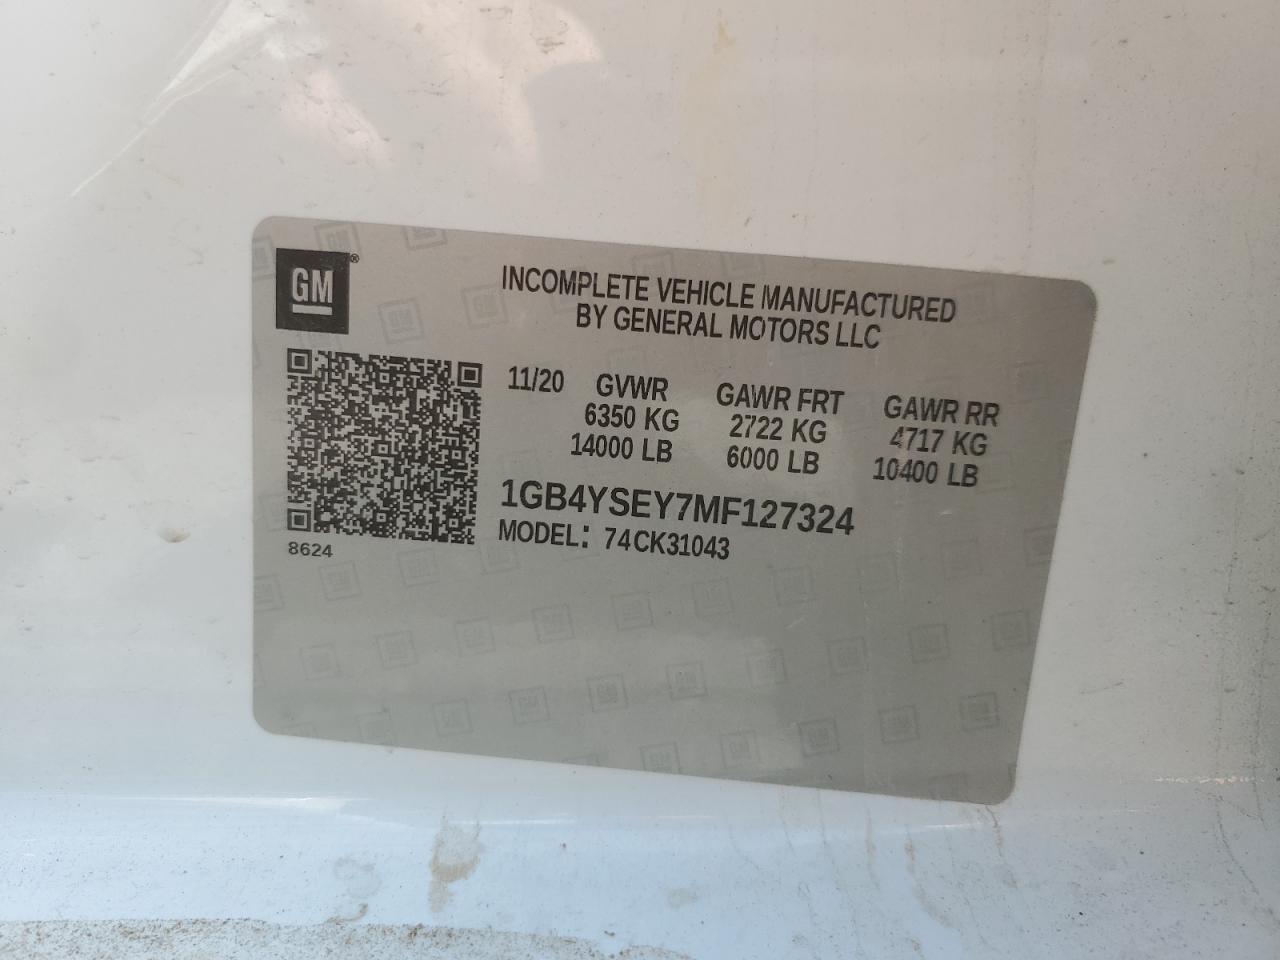 GM®
INCOMPLETE VEHICLE MANUFACTURED
BY GENERAL MOTORS LLC
11/20 GVWR GAWR FRT GAWR RR
6350 KG 2722 KG 4717 KG
14000 LB 6000 LB 10400 LB
1GB4YSEY7MF127324
MODEL: 74CK31043
8624